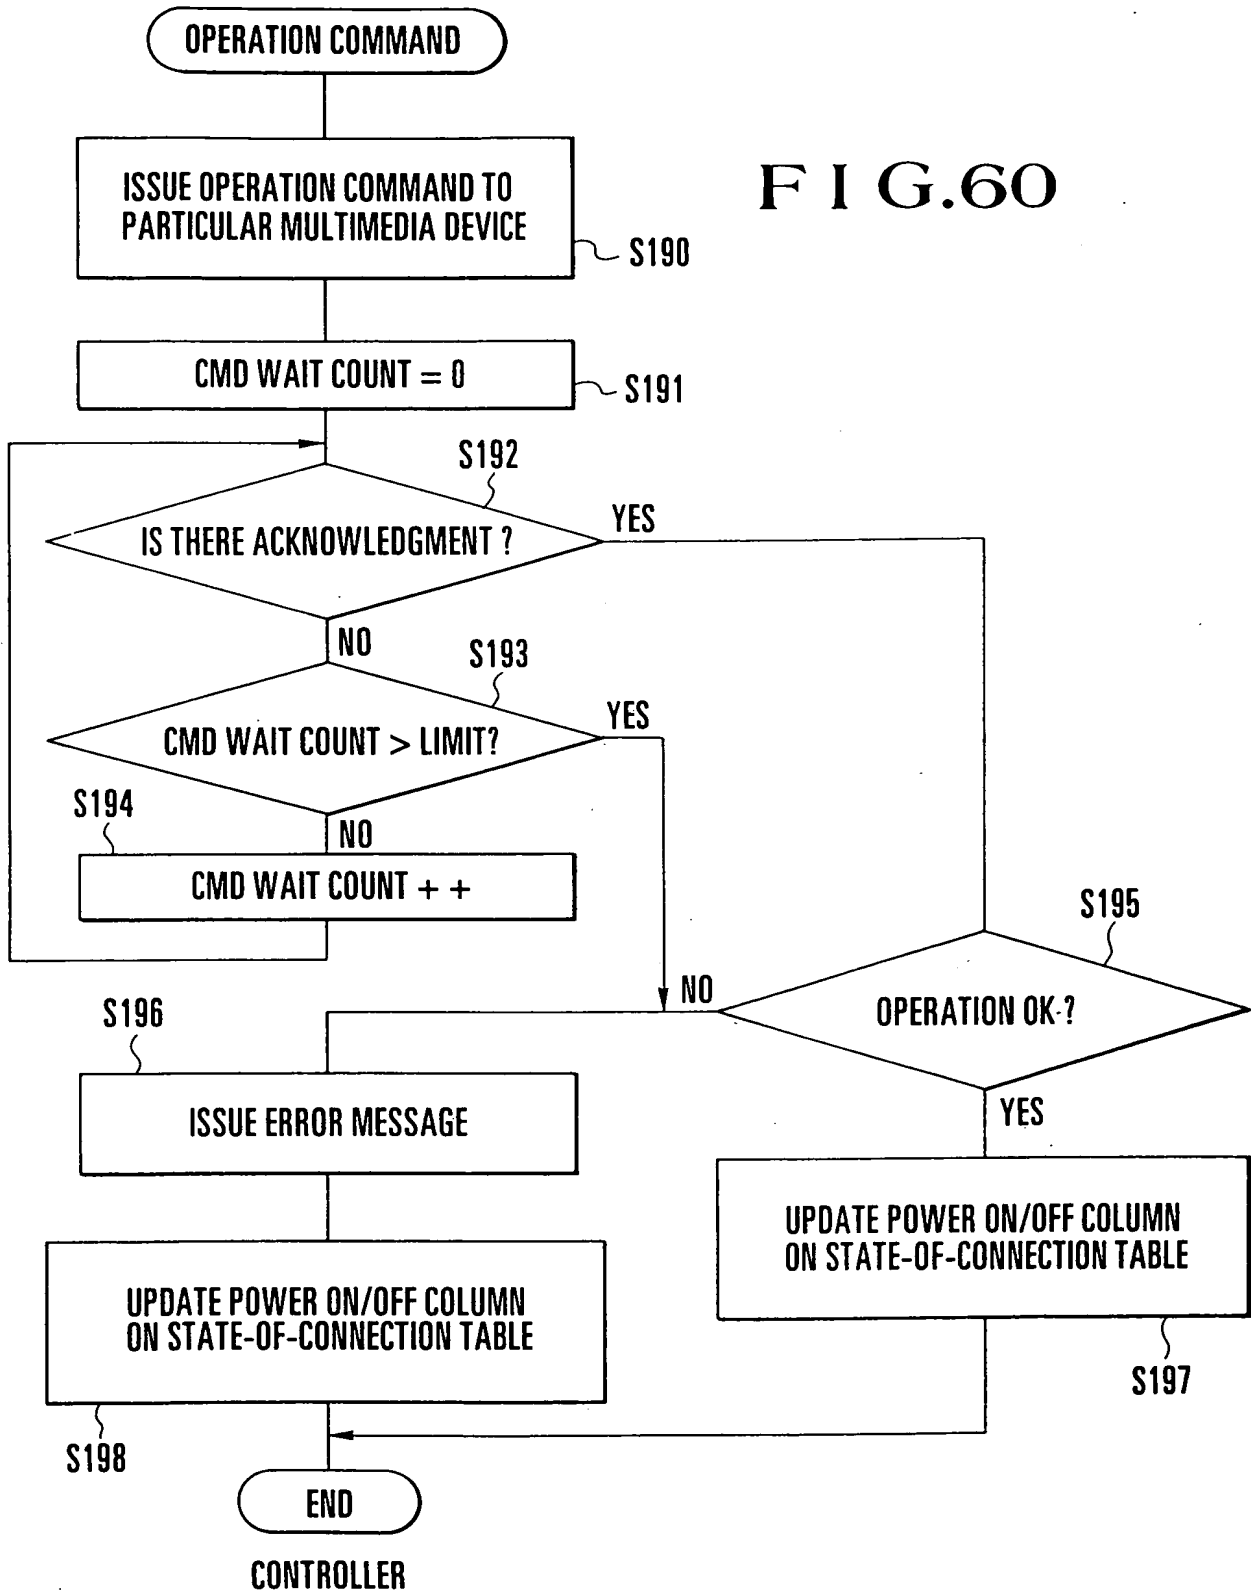 OPERATION COMMAND
FIG.60
ISSUE OPERATION COMMAND TO
PARTICULAR MULTIMEDIA DEVICE
S190
CMD WAIT COUNT = 0
S191
S192
IS THERE ACKNOWLEDGMENT ?
YES
NO
S193
CMD WAIT COUNT > LIMIT?
YES
S194
NO
CMD WAIT COUNT + +
S195
NO
OPERATION OK ?
S196
YES
ISSUE ERROR MESSAGE
UPDATE POWER ON/OFF COLUMN
ON STATE-OF-CONNECTION TABLE
UPDATE POWER ON/OFF COLUMN
ON STATE-OF-CONNECTION TABLE
S197
S198
END
CONTROLLER